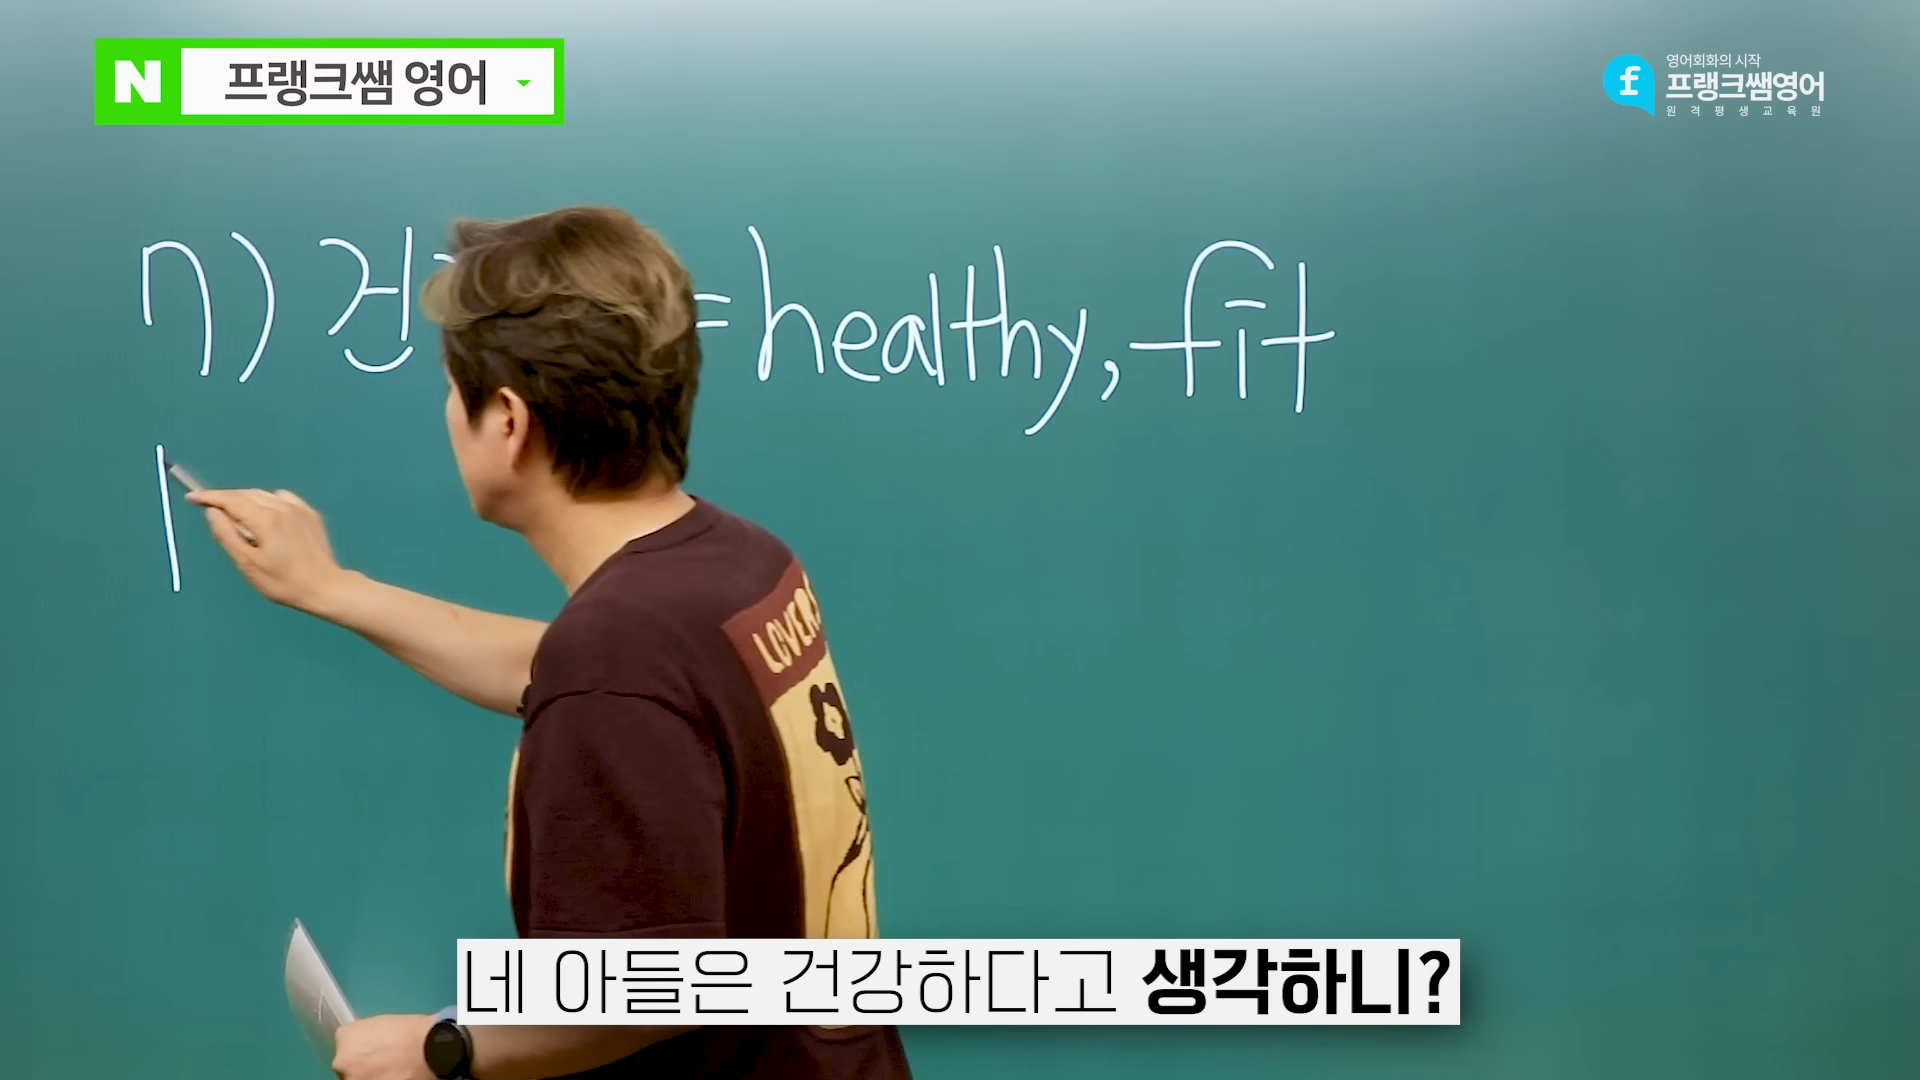 N 프랭크쌤 영어
영어회화의 시작
f 프랭크쌤영어
원격평생교육원
7) 건 = healthy, fit
LOVERS
네 아들은 건강하다고 생각하니?